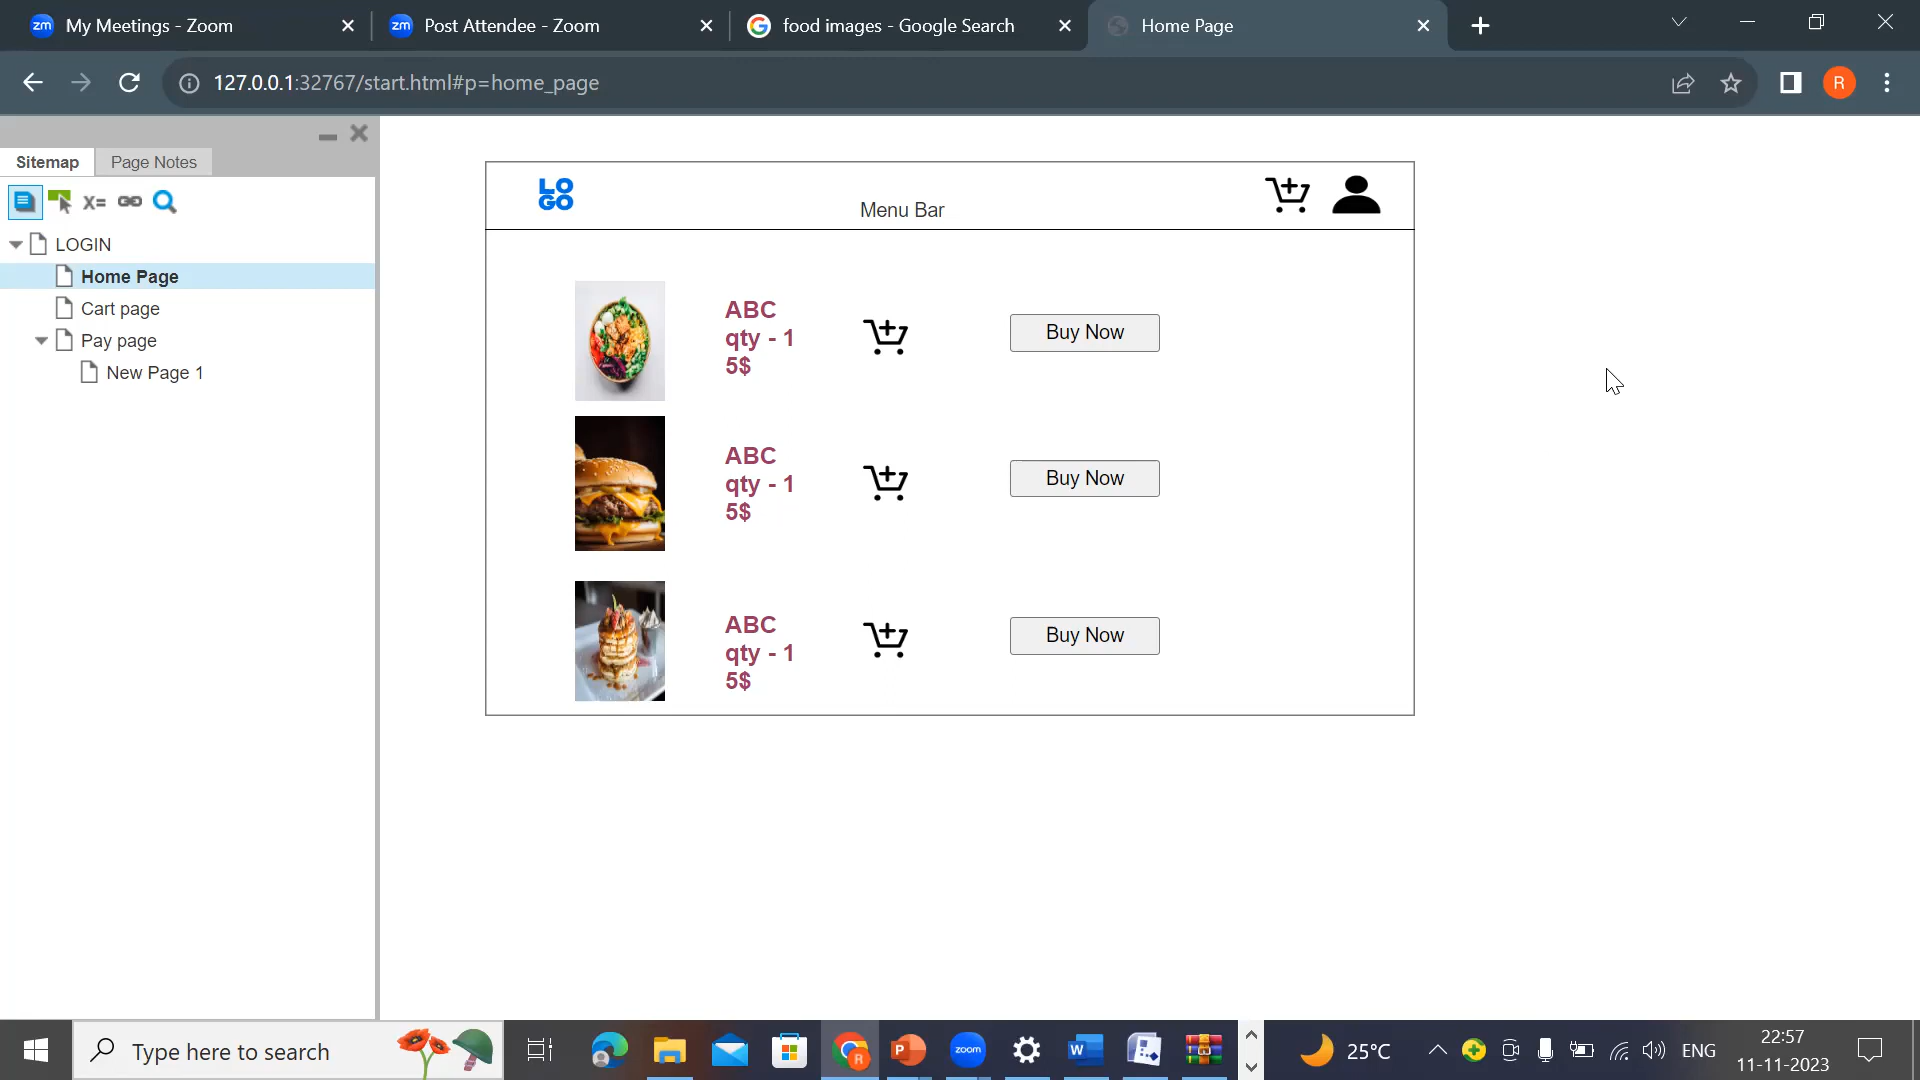 My Meetings - Zoom
Post Attendee - Zoom
food images - Google Search
Home Page
127.0.0.1:32767/start.html#p=home_page
R
Sitemap
Page Notes
X=
LOGIN
Home Page
Cart page
Pay page
New Page 1
LO
GO
Menu Bar
ABC
qty - 1
5$
Buy Now
ABC
qty - 1
5$
Buy Now
ABC
qty - 1
5$
Buy Now
Type here to search
25°C
ENG
22:57
11-11-2023